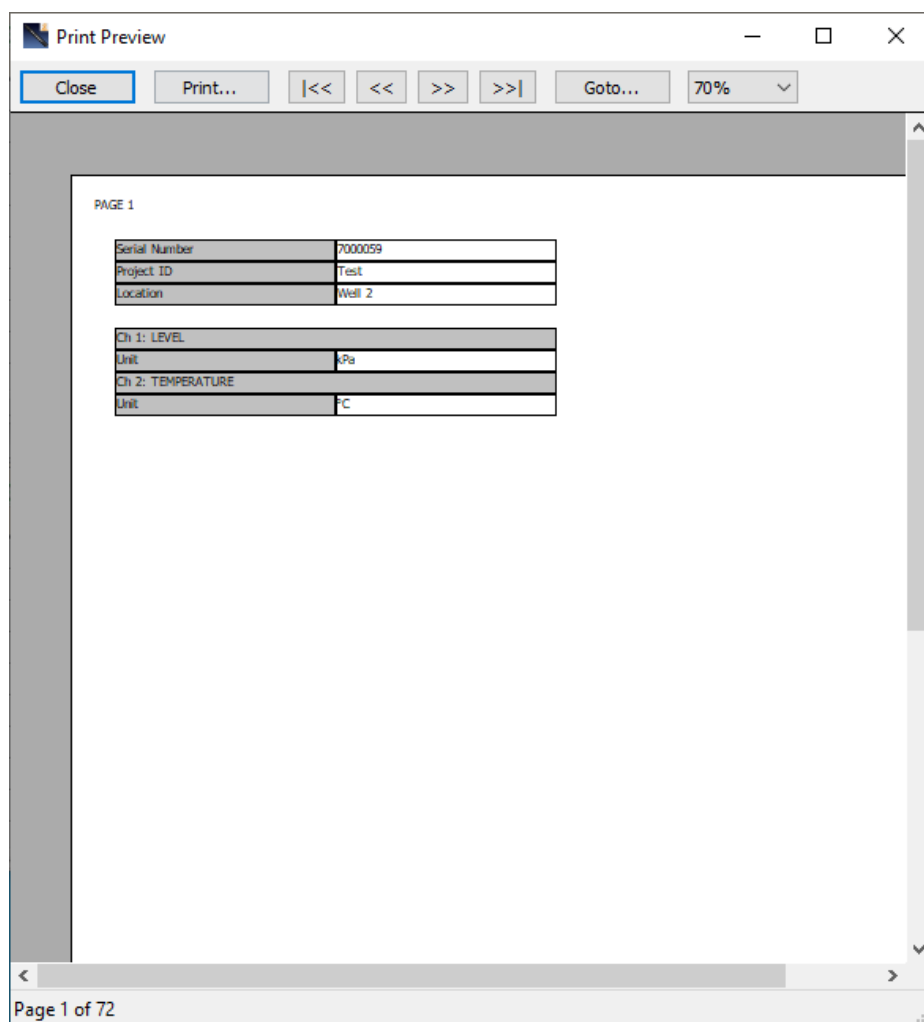 Print Preview
Close Print... |<< << >> >>| Goto... 70%
PAGE 1
Serial Number 7000059
Project ID Test
Location Well 2
Ch 1: LEVEL
Unit kPa
Ch 2: TEMPERATURE
Unit °C
Page 1 of 72